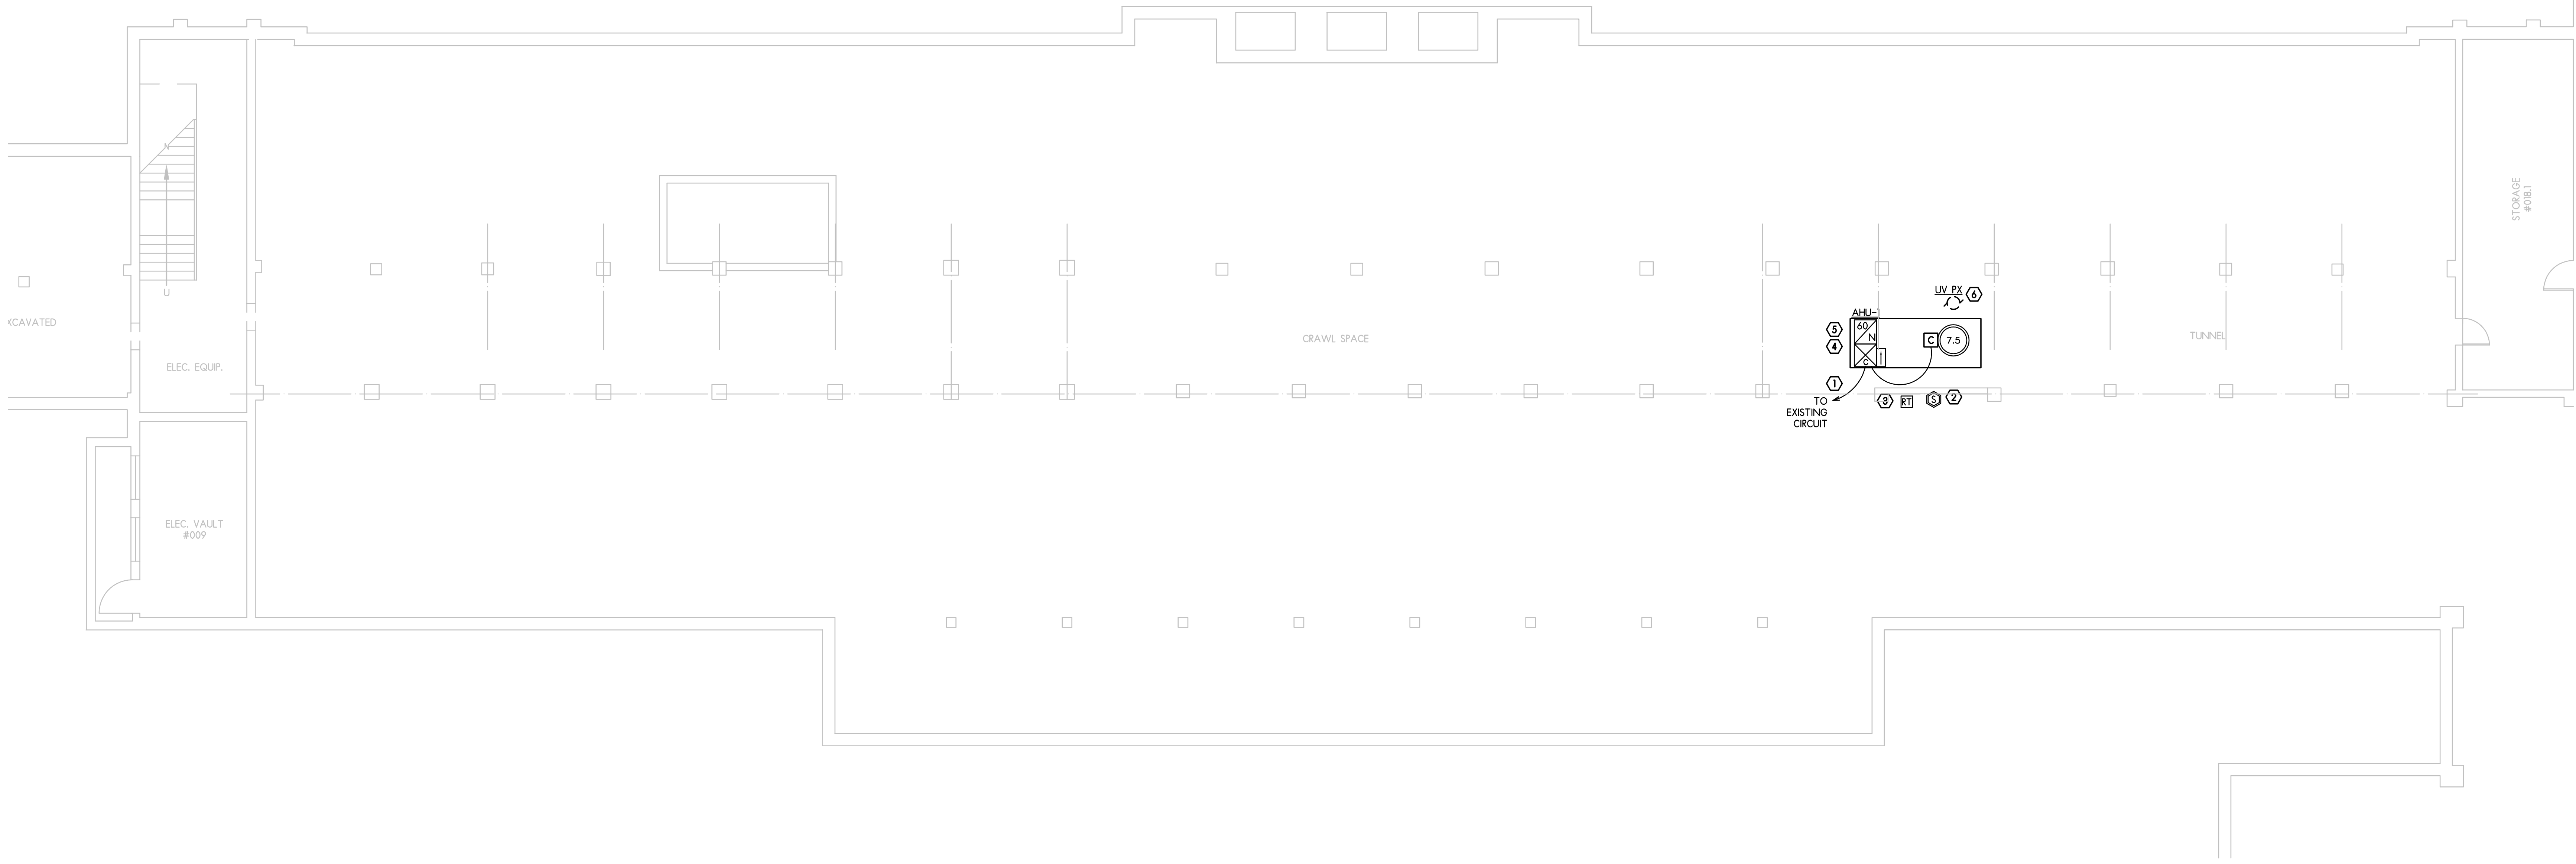 N
U
XCAVATED
ELEC. EQUIP.
ELEC. VAULT
#009
CRAWL SPACE
TUNNEL
STORAGE
#018.1
UV PX
6
AHU-1
5
4
60
N
C
C
7.5
1
TO
EXISTING
CIRCUIT
3
RT
S
2